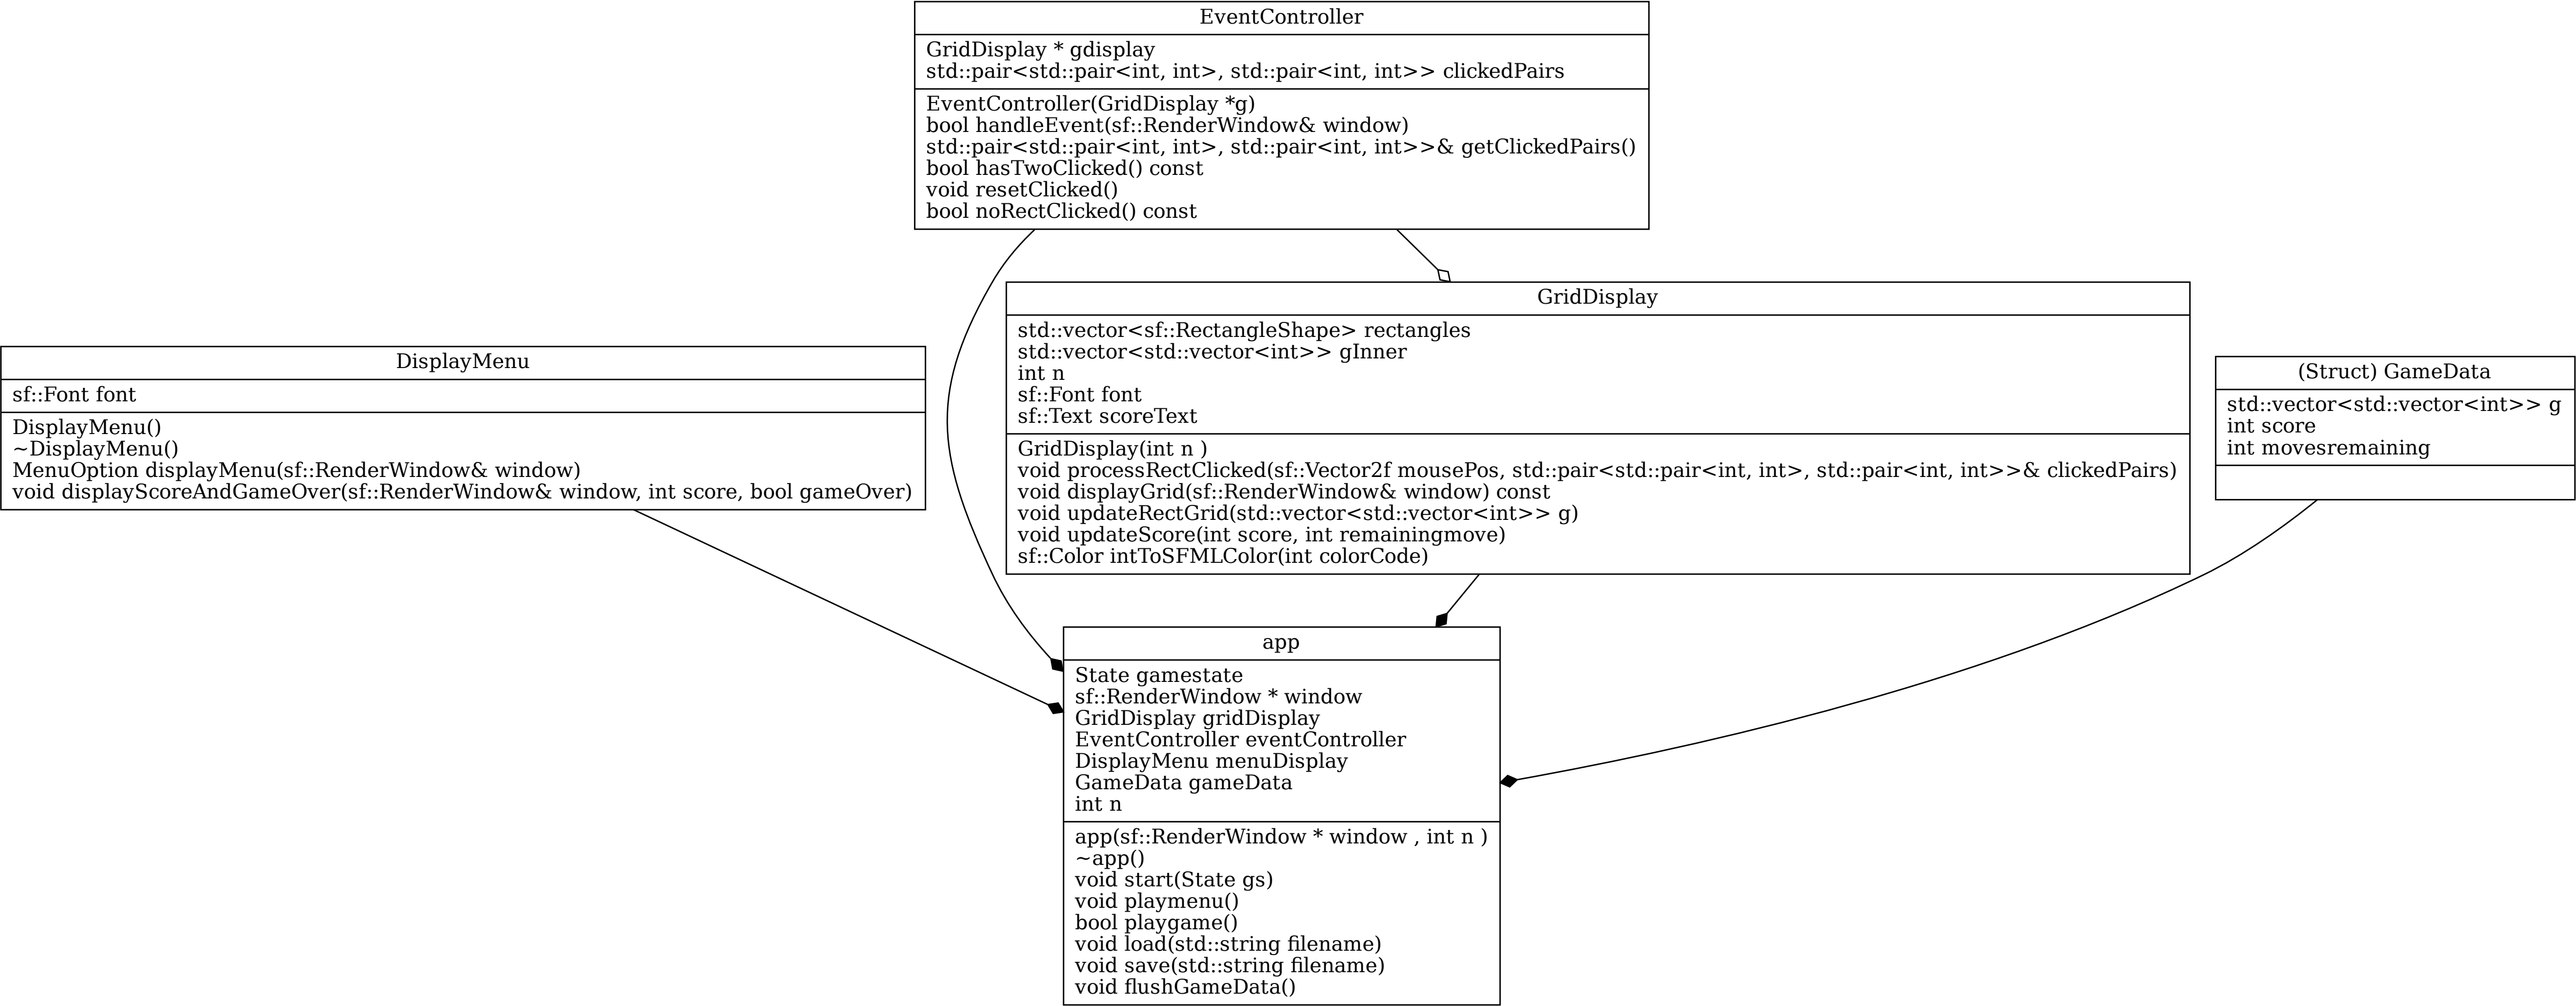 EventController
GridDisplay * gdisplay
std::pair<std::pair<int, int>, std::pair<int, int>> clickedPairs
EventController(GridDisplay *g)
bool handleEvent(sf::RenderWindow& window)
std::pair<std::pair<int, int>, std::pair<int, int>>& getClickedPairs()
bool hasTwoClicked() const
void resetClicked()
bool noRectClicked() const
DisplayMenu
sf::Font font
DisplayMenu()
~DisplayMenu()
MenuOption displayMenu(sf::RenderWindow& window)
void displayScoreAndGameOver(sf::RenderWindow& window, int score, bool gameOver)
GridDisplay
std::vector<sf::RectangleShape> rectangles
std::vector<std::vector<int>> gInner
int n
sf::Font font
sf::Text scoreText
GridDisplay(int n )
void processRectClicked(sf::Vector2f mousePos, std::pair<std::pair<int, int>, std::pair<int, int>>& clickedPairs)
void displayGrid(sf::RenderWindow& window) const
void updateRectGrid(std::vector<std::vector<int>> g)
void updateScore(int score, int remainingmove)
sf::Color intToSFMLColor(int colorCode)
(Struct) GameData
std::vector<std::vector<int>> g
int score
int movesremaining
app
State gamestate
sf::RenderWindow * window
GridDisplay gridDisplay
EventController eventController
DisplayMenu menuDisplay
GameData gameData
int n
app(sf::RenderWindow * window , int n )
~app()
void start(State gs)
void playmenu()
bool playgame()
void load(std::string filename)
void save(std::string filename)
void flushGameData()